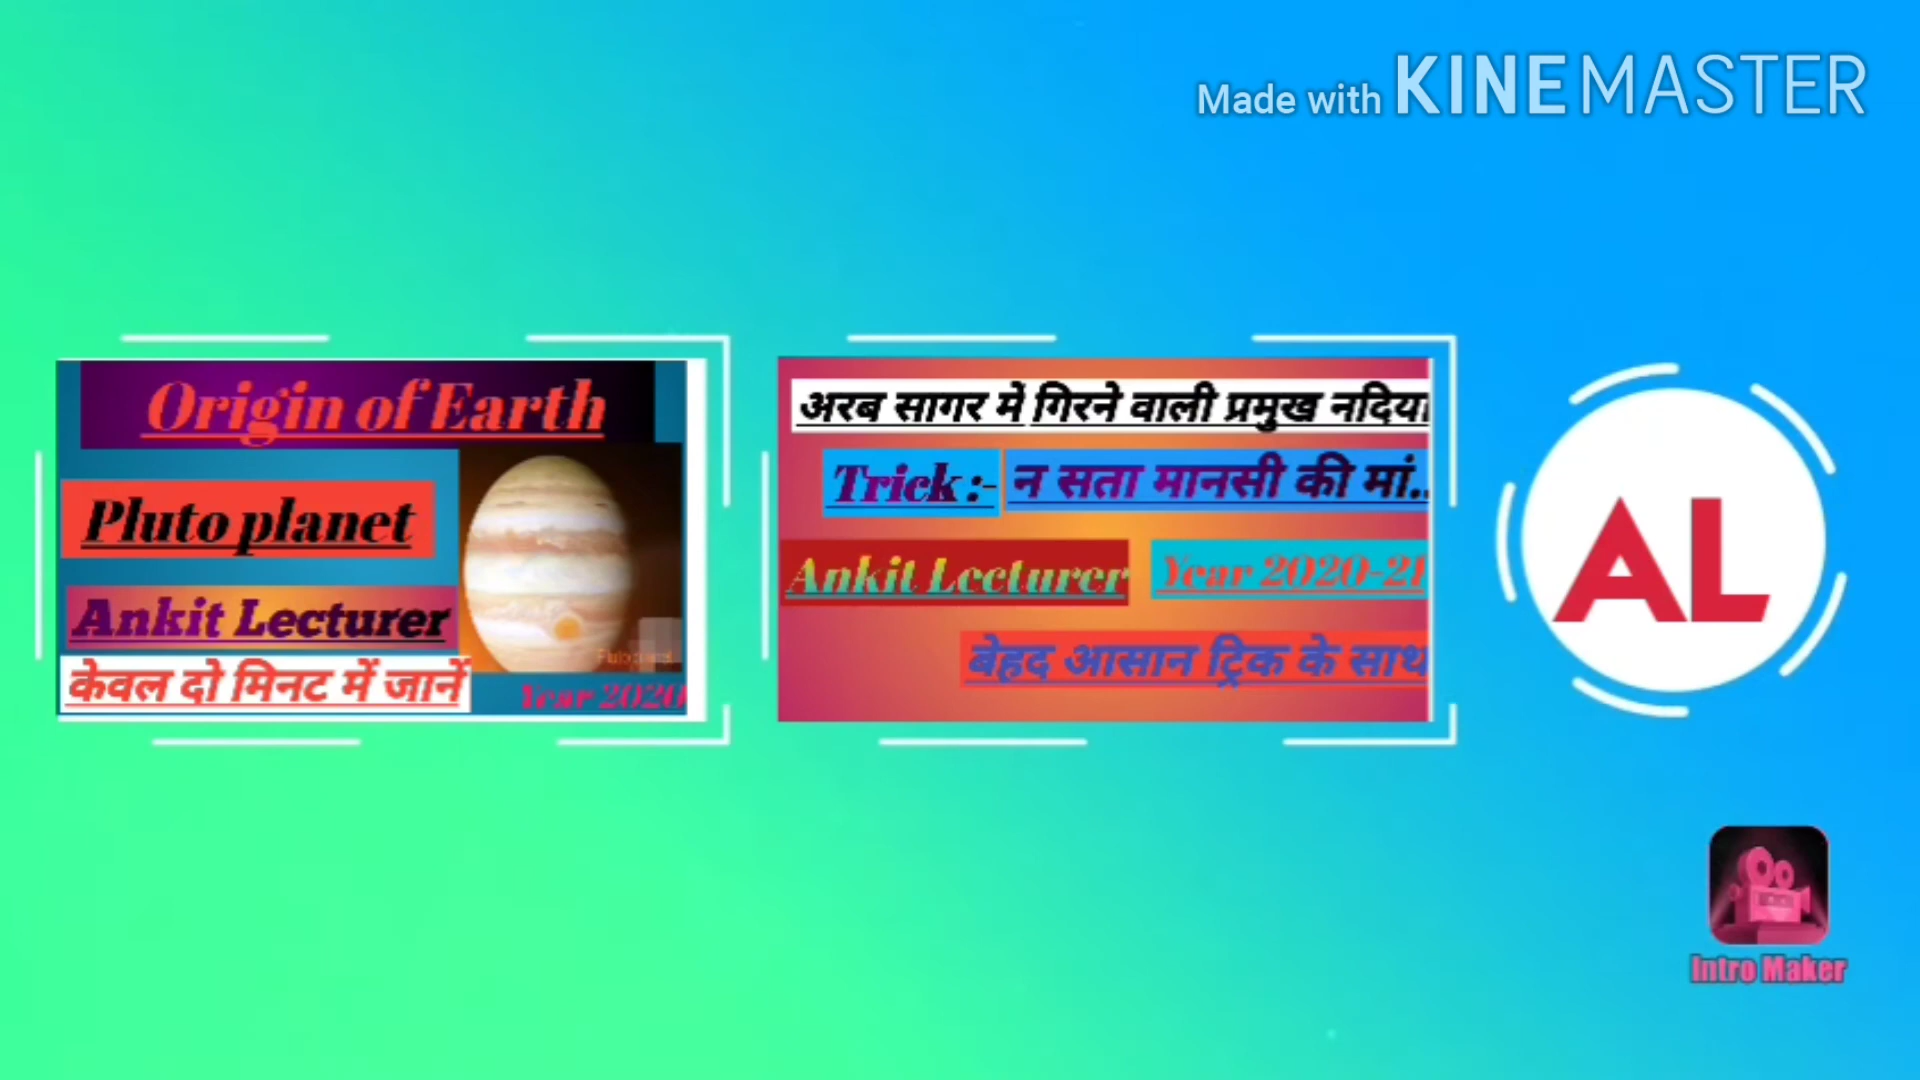 Made with KINEMASTER
Origin of Earth
Pluto planet
Ankit Lecturer
केवल दो मिनट में जानें
Year 2020
अरब सागर में गिरने वाली प्रमुख नदिया
Trick :- न सता मानसी की मां..
Ankit Lecturer Year 2020-21
बेहद आसान ट्रिक के साथ
AL
Intro Maker